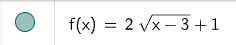 f(x) = 2 √(x − 3) + 1